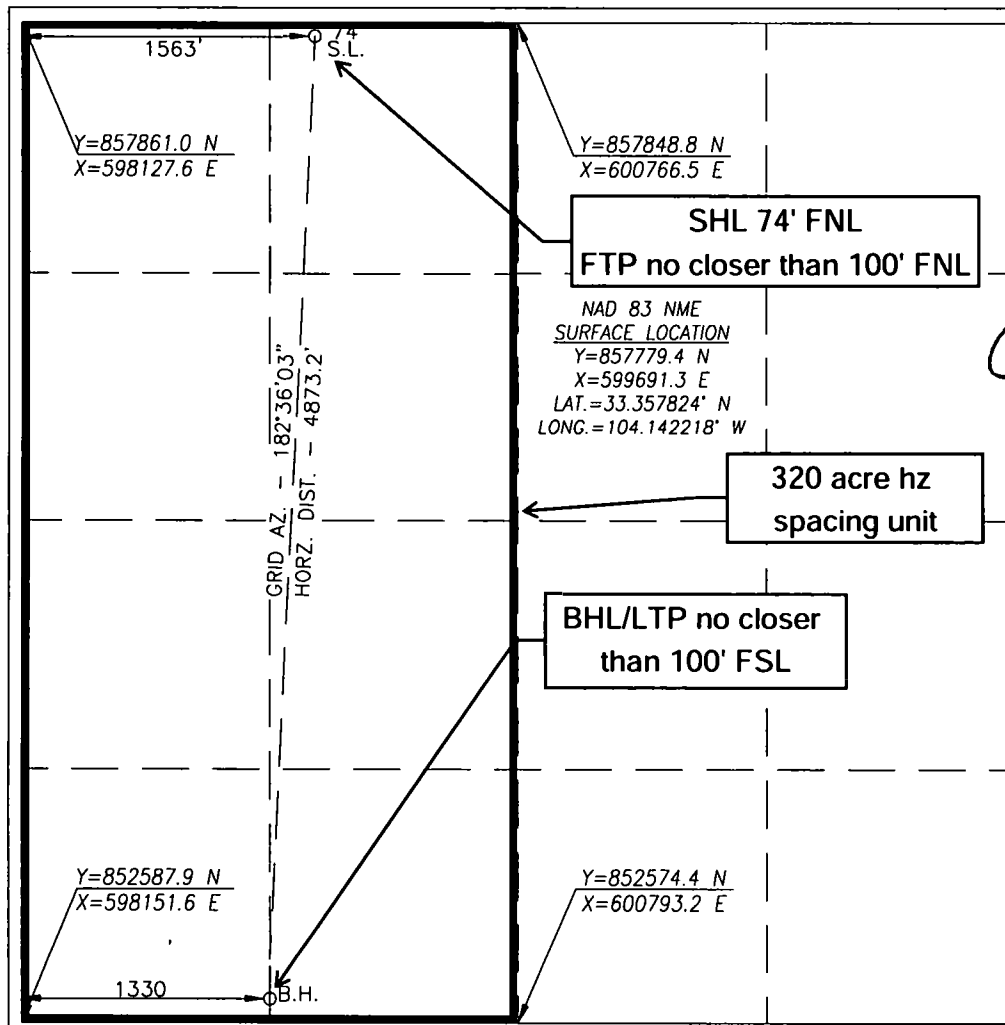 74
1563'
S.L.
Y=857861.0 N
X=598127.6 E
Y=857848.8 N
X=600766.5 E
SHL 74' FNL
FTP no closer than 100' FNL
NAD 83 NME
SURFACE LOCATION
Y=857779.4 N
X=599691.3 E
LAT.=33.357824° N
LONG.=104.142218° W
GRID AZ. - 182°36'03"
HORZ. DIST. - 4873.2'
320 acre hz
spacing unit
BHL/LTP no closer
than 100' FSL
Y=852587.9 N
X=598151.6 E
Y=852574.4 N
X=600793.2 E
1330
B.H.